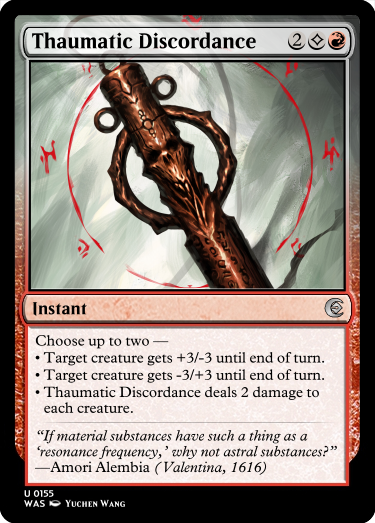 Thaumatic Discordance 2
Instant
Choose up to two —
• Target creature gets +3/-3 until end of turn.
• Target creature gets -3/+3 until end of turn.
• Thaumatic Discordance deals 2 damage to
each creature.
“If material substances have such a thing as a
‘resonance frequency,’ why not astral substances?”
—Amori Alembia (Valentina, 1616)
U 0155
WAS Yuchen Wang